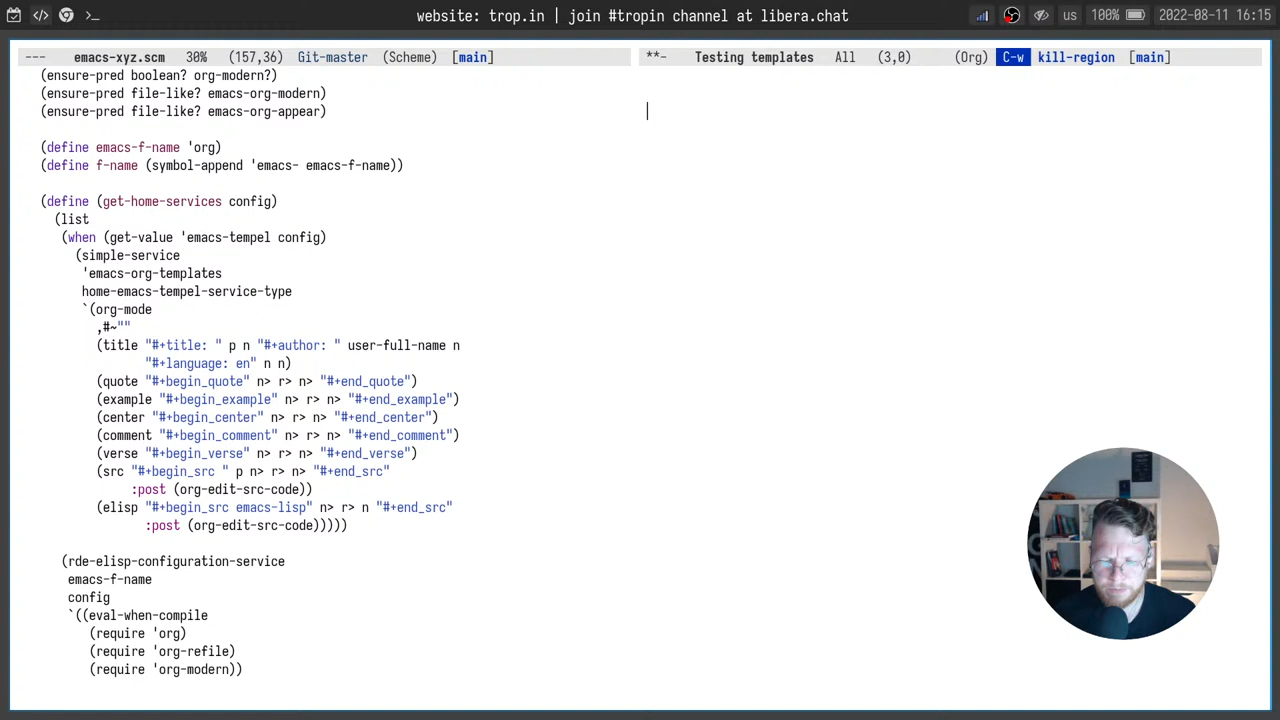 website: trop.in | join #tropin channel at libera.chat
us 100% 2022-08-11 16:15
--- emacs-xyz.scm 30% (157,36) Git-master (Scheme) [main]
**- Testing templates All (3,0) (Org) C-w kill-region [main]
(ensure-pred boolean? org-modern?)
(ensure-pred file-like? emacs-org-modern)
(ensure-pred file-like? emacs-org-appear)
(define emacs-f-name 'org)
(define f-name (symbol-append 'emacs- emacs-f-name))
(define (get-home-services config)
(list
(when (get-value 'emacs-tempel config)
(simple-service
'emacs-org-templates
home-emacs-tempel-service-type
`(org-mode
,#~""
(title "#+title: " p n "#+author: " user-full-name n
"#+language: en" n n)
(quote "#+begin_quote" n> r> n> "#+end_quote")
(example "#+begin_example" n> r> n> "#+end_example")
(center "#+begin_center" n> r> n> "#+end_center")
(comment "#+begin_comment" n> r> n> "#+end_comment")
(verse "#+begin_verse" n> r> n> "#+end_verse")
(src "#+begin_src " p n> r> n> "#+end_src"
:post (org-edit-src-code))
(elisp "#+begin_src emacs-lisp" n> r> n "#+end_src"
:post (org-edit-src-code)))))
(rde-elisp-configuration-service
emacs-f-name
config
`((eval-when-compile
(require 'org)
(require 'org-refile)
(require 'org-modern))